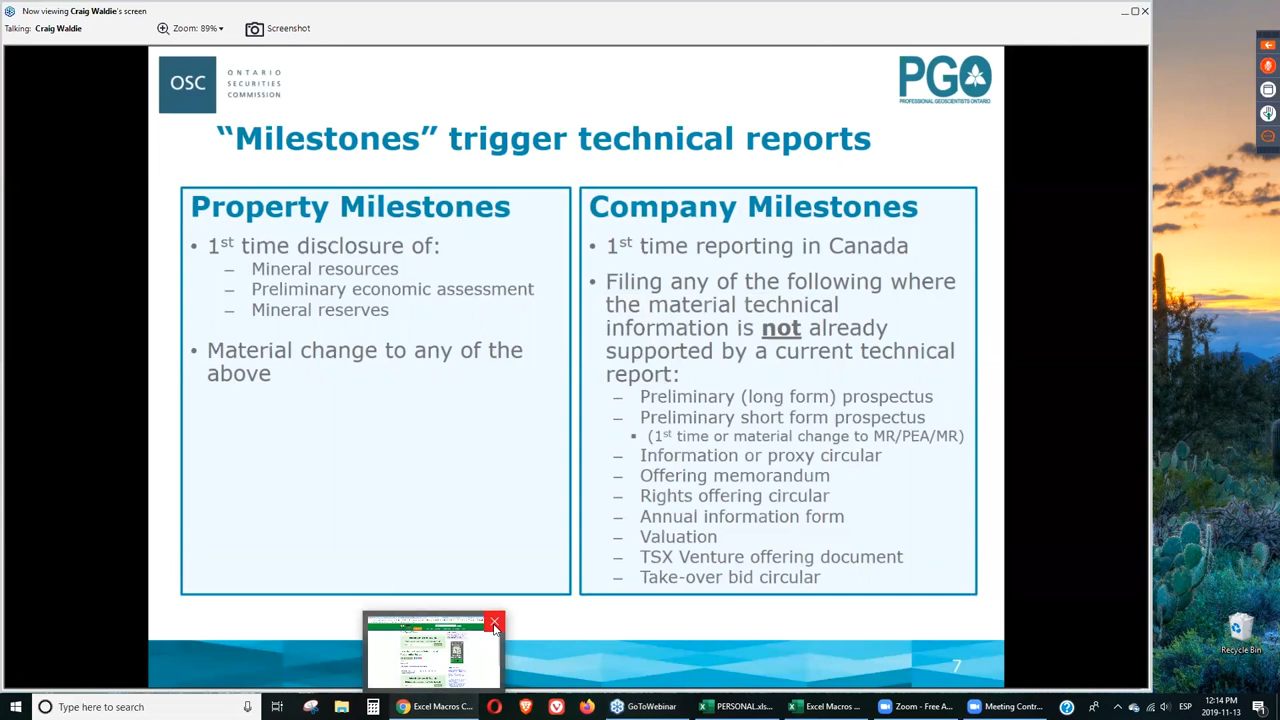 Now viewing Craig Waldie's screen
Talking: Craig Waldie
Zoom: 89%
Screenshot
OSC
ONTARIO
SECURITIES
COMMISSION
PGO
PROFESSIONAL GEOSCIENTISTS ONTARIO
“Milestones” trigger technical reports
Property Milestones
• 1st time disclosure of:
– Mineral resources
– Preliminary economic assessment
– Mineral reserves
• Material change to any of the
above
Company Milestones
• 1st time reporting in Canada
• Filing any of the following where
the material technical
information is not already
supported by a current technical
report:
– Preliminary (long form) prospectus
– Preliminary short form prospectus
▪ (1st time or material change to MR/PEA/MR)
– Information or proxy circular
– Offering memorandum
– Rights offering circular
– Annual information form
– Valuation
– TSX Venture offering document
– Take-over bid circular
7
Recycle Bin
Type here to search
Excel Macros C...
GoToWebinar
PERSONAL.xls...
Excel Macros ...
Zoom - Free A...
Meeting Contr...
ESP
12:14 PM
2019-11-13